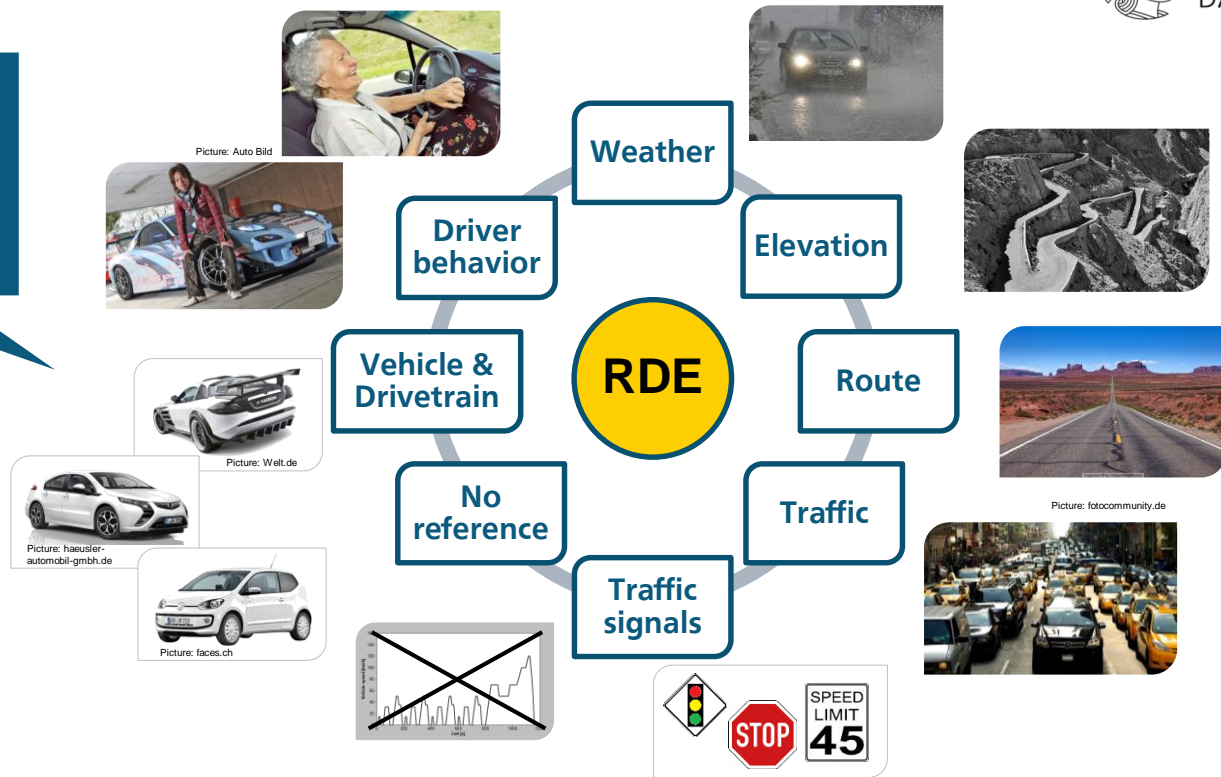 DA
Picture: Auto Bild
Weather
Driver
behavior
Elevation
Vehicle &
Drivetrain
RDE
Route
Picture: Welt.de
No
reference
Traffic
Picture: fotocommunity.de
Picture: haeusler-
automobil-gmbh.de
Traffic
signals
Picture: faces.ch
SPEED
LIMIT
45
STOP